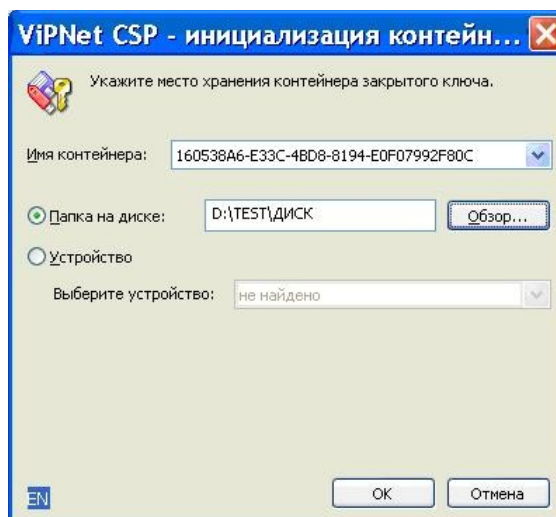 ViPNet CSP - инициализация контейн...
Укажите место хранения контейнера закрытого ключа.
Имя контейнера: 160538A6-E33C-4BD8-8194-E0F07992F80C
Папка на диске: D:\TEST\ДИСК Обзор...
Устройство
Выберите устройство: не найдено
EN OK Отмена